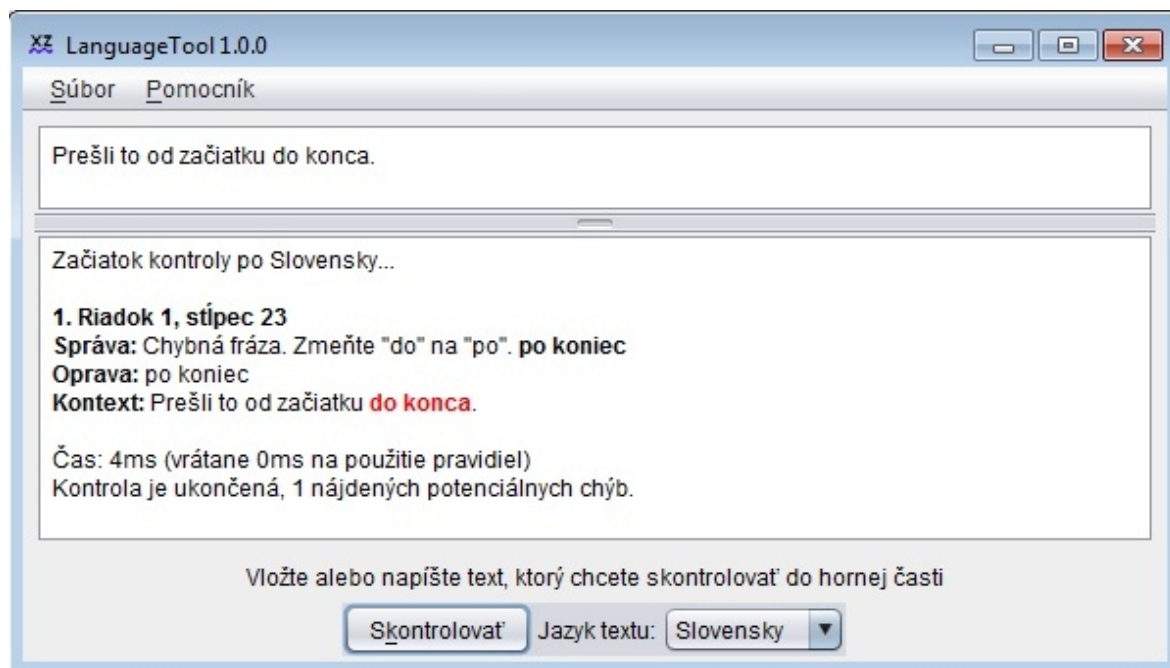 LanguageTool 1.0.0
Súbor Pomocník
Prešli to od začiatku do konca.
Začiatok kontroly po Slovensky...
1. Riadok 1, stĺpec 23
Správa: Chybná fráza. Zmeňte "do" na "po". po koniec
Oprava: po koniec
Kontext: Prešli to od začiatku do konca.
Čas: 4ms (vrátane 0ms na použitie pravidiel)
Kontrola je ukončená, 1 nájdených potenciálnych chýb.
Vložte alebo napíšte text, ktorý chcete skontrolovať do hornej časti
Skontrolovať Jazyk textu: Slovensky